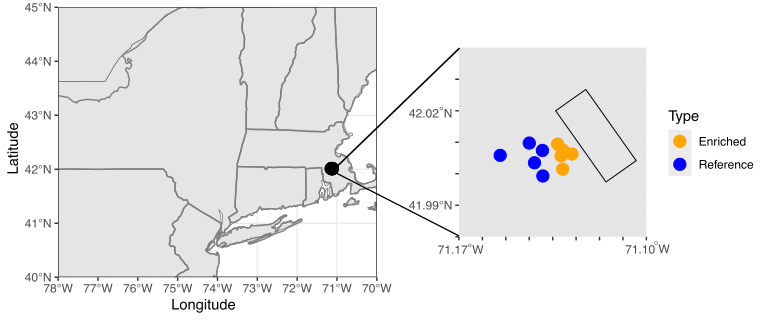 45°N
44°N
43°N
42°N
41°N
40°N
Latitude
78°W 77°W 76°W 75°W 74°W 73°W 72°W 71°W 70°W
Longitude
42.02°N
41.99°N
71.17°W 71.10°W
Type
Enriched
Reference